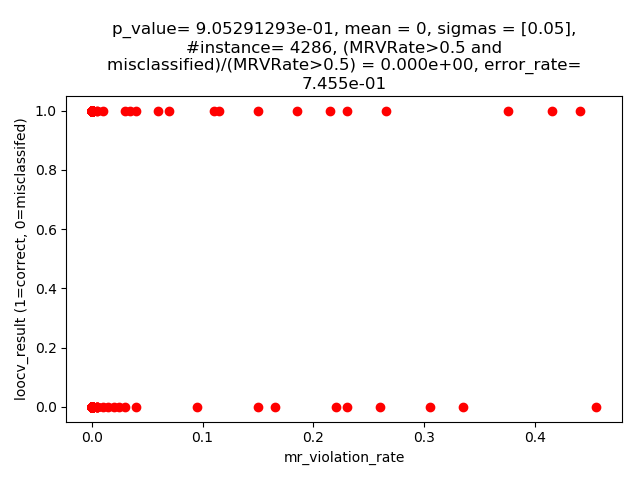 p_value= 9.05291293e-01, mean = 0, sigmas = [0.05],
#instance= 4286, (MRVRate>0.5 and
misclassified)/(MRVRate>0.5) = 0.000e+00, error_rate=
7.455e-01
loocv_result (1=correct, 0=misclassifed)
1.0
0.8
0.6
0.4
0.2
0.0
0.0 0.1 0.2 0.3 0.4
mr_violation_rate